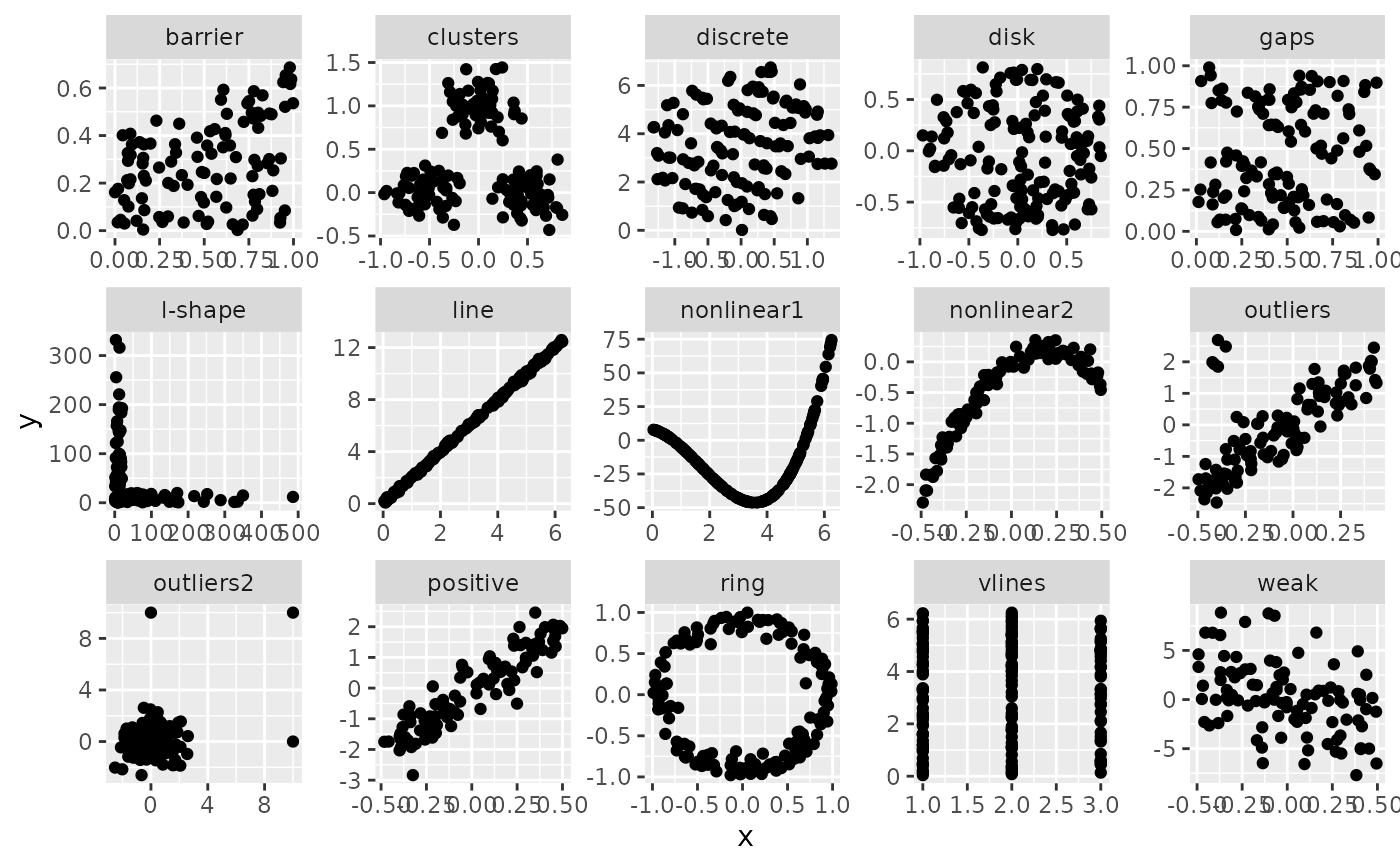 barrier clusters discrete disk gaps
0.6 1.5 6 0.5 1.00
0.4 1.0 4 0.0 0.75
0.2 0.5 2 -0.5 0.50
0.0 0.0 0 0.25
-0.5 0.00
0.00 0.25 0.50 0.75 1.00 -1.0 -0.5 0.0 0.5 -1.0 -0.5 0.0 0.5 1.0 -1.0 -0.5 0.0 0.5 0.00 0.25 0.50 0.75 1.00
l-shape line nonlinear1 nonlinear2 outliers
300 12 75 0.0 2
200 8 50 -0.5 1
100 4 25 -1.0 0
0 0 0 -1.5 -1
-25 -2.0 -2
-50
0 100 200 300 400 500 0 2 4 6 0 2 4 6 -0.50 -0.25 0.00 0.25 0.50 -0.50 -0.25 0.00 0.25
y
outliers2 positive ring vlines weak
8 2 1.0 6 5
4 1 0.5 4 0
0 0 0.0 2 -5
-1 -0.5 0
-2 -1.0
-3
0 4 8 -0.50 -0.25 0.00 0.25 0.50 -1.0 -0.5 0.0 0.5 1.0 1.0 1.5 2.0 2.5 3.0 -0.50 -0.25 0.00 0.25 0.50
x